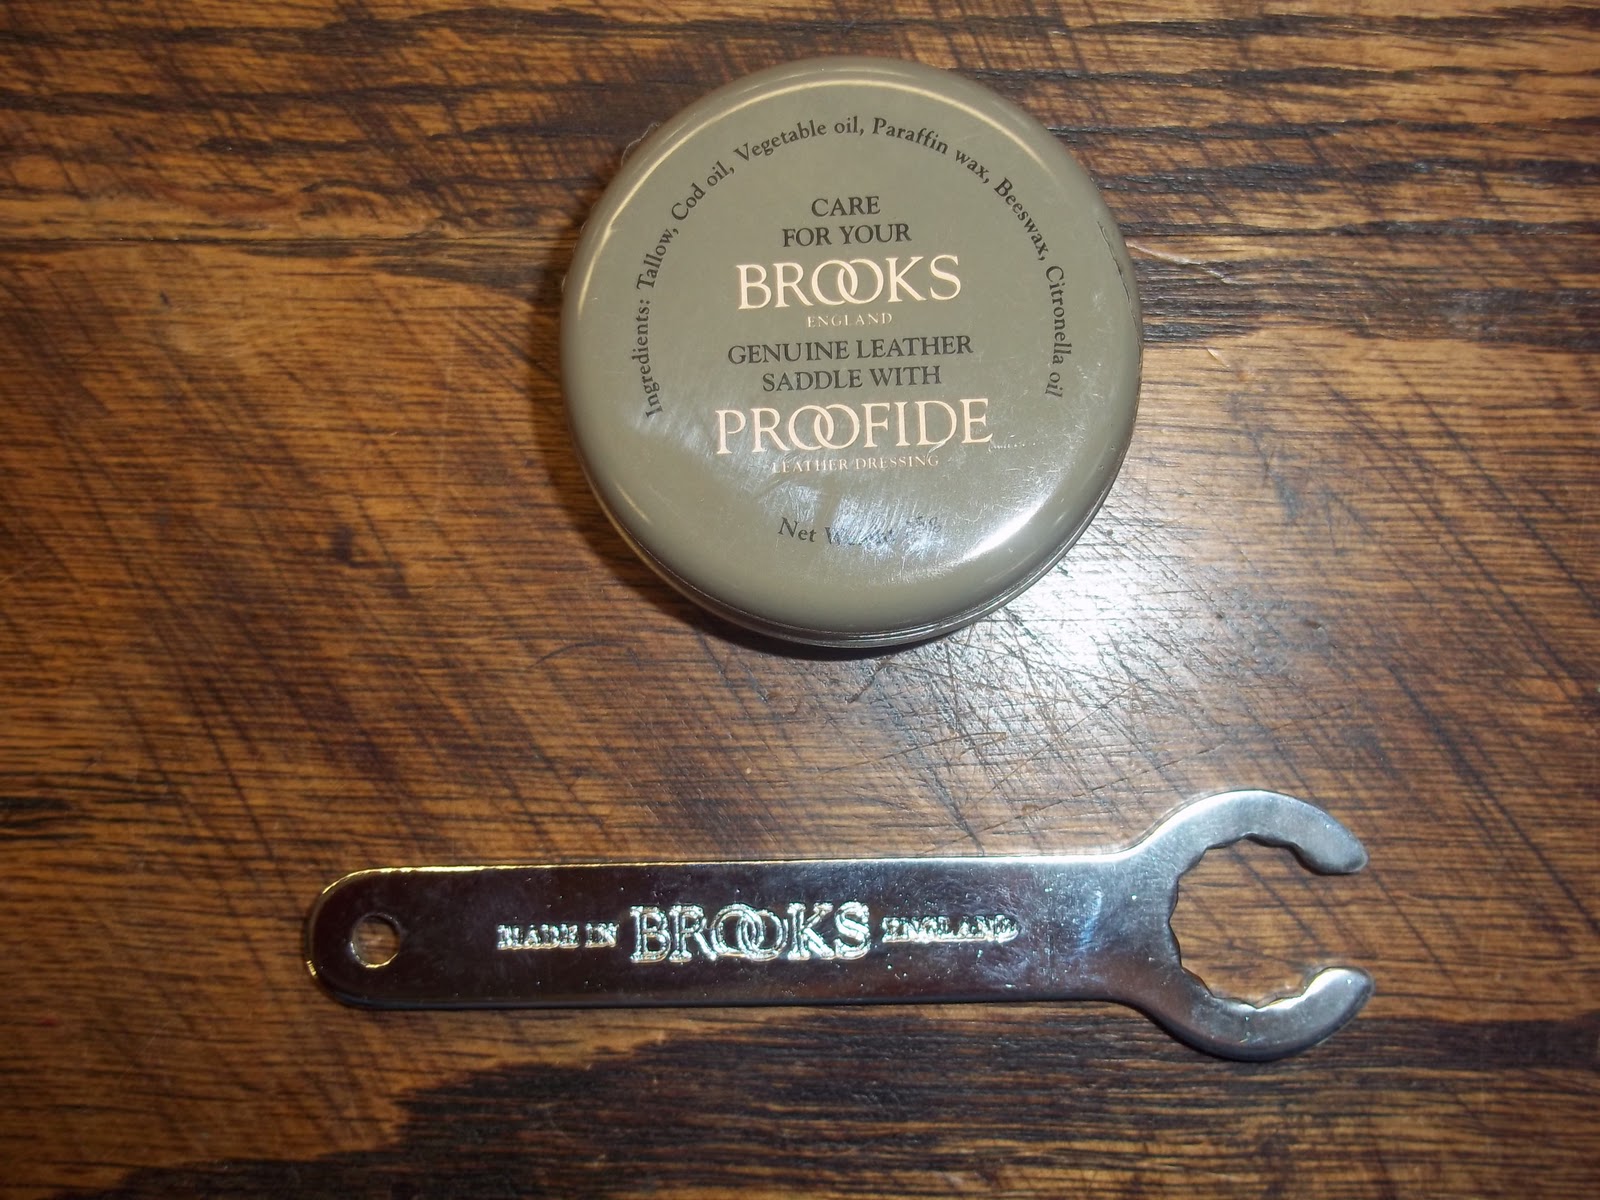 Ingredients: Tallow, Cod oil, Vegetable oil, Paraffin wax, Beeswax, Citronella oil
CARE
FOR YOUR
BROOKS
ENGLAND
GENUINE LEATHER
SADDLE WITH
PROOFIDE
LEATHER DRESSING
Net
MADE IN BROOKS ENGLAND